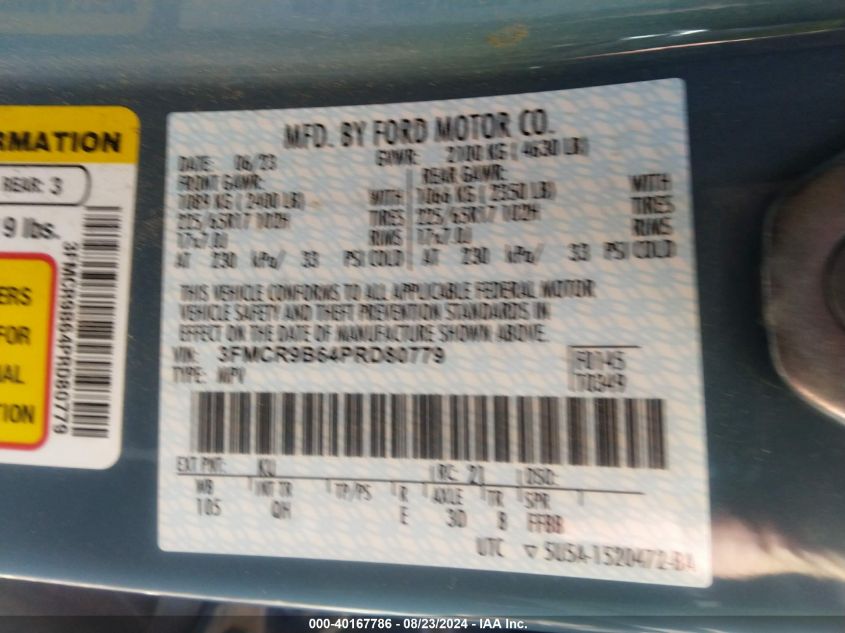 RMATION
REAR: 3
9 lbs.
ERS
FOR
AL
TION
3FMCR9B64PRD80779
MFD. BY FORD MOTOR CO.
DATE: 06/23 GVWR: 2100 KG ( 4630 LB)
FRONT GAWR: REAR GAWR:
1089 KG ( 2400 LB) WITH 1066 KG ( 2350 LB) WITH
225/65R17 102H TIRES 225/65R17 102H TIRES
17x7.0J RIMS 17x7.0J RIMS
AT 230 kPa/ 33 PSI COLD AT 230 kPa/ 33 PSI COLD
THIS VEHICLE CONFORMS TO ALL APPLICABLE FEDERAL MOTOR
VEHICLE SAFETY AND THEFT PREVENTION STANDARDS IN
EFFECT ON THE DATE OF MANUFACTURE SHOWN ABOVE.
VIN: 3FMCR9B64PRD80779 F0145
TYPE: MPV T0349
EXT PNT: KU RC: 21 DSO:
WB INT TR TP/PS R AXLE TR SPR
105 QH E 3D 8 FFBB
UTC ▽ 5U5A-1520472-BA
000-40167786 - 08/23/2024 - IAA Inc.